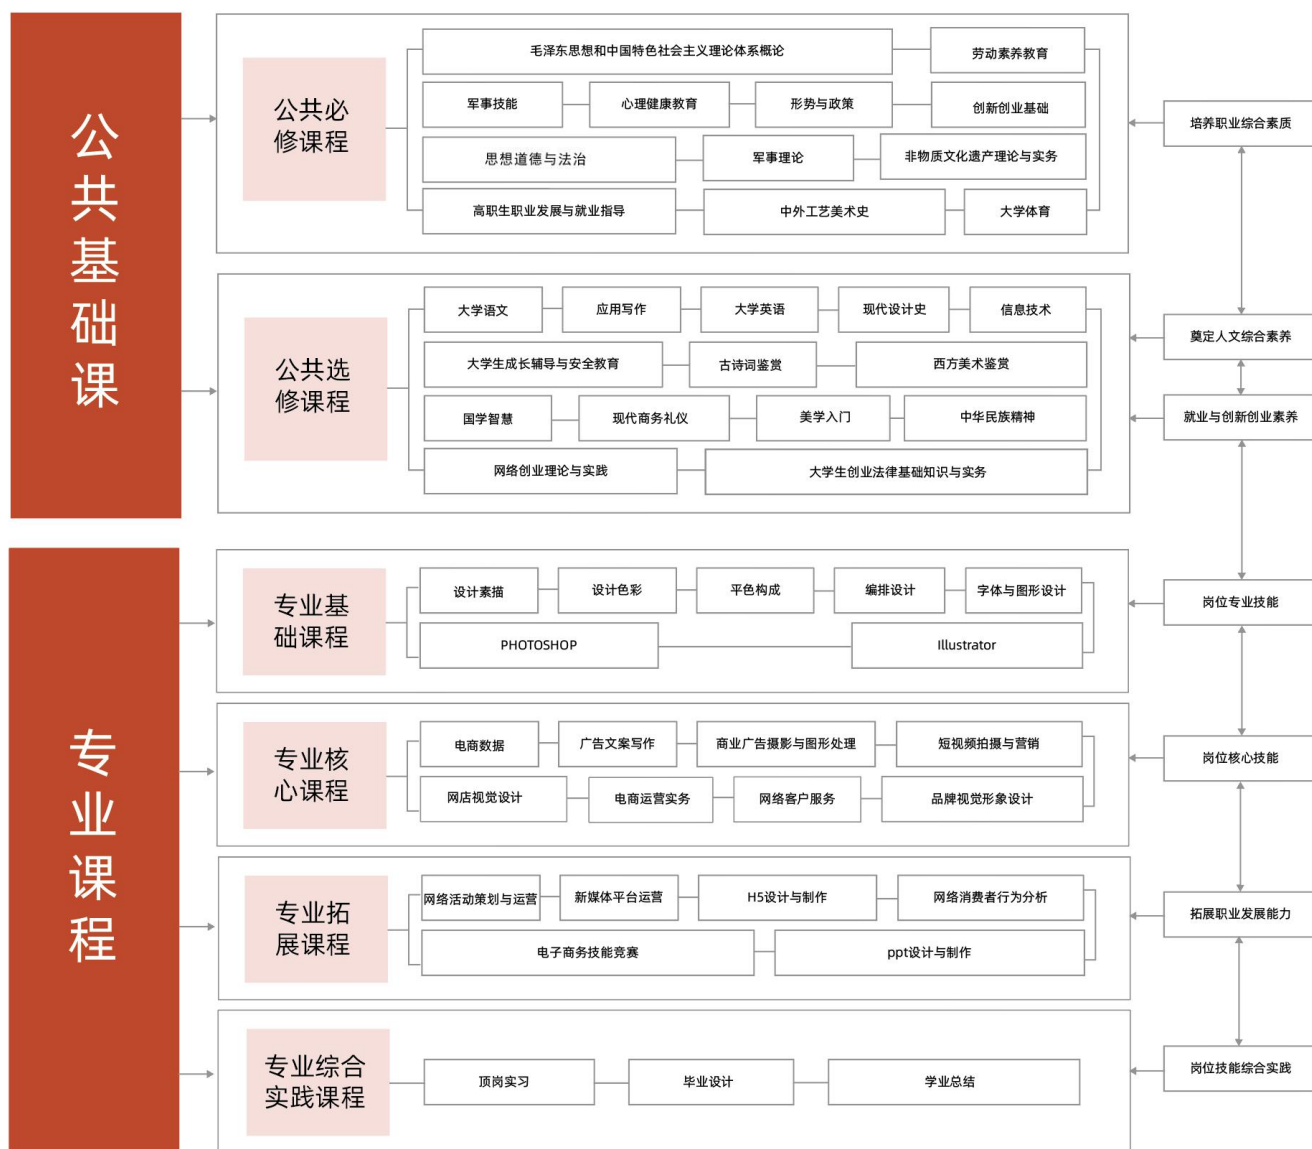 公共基础课
公共必
修课程
毛泽东思想和中国特色社会主义理论体系概论
劳动素养教育
军事技能
心理健康教育
形势与政策
创新创业基础
思想道德与法治
军事理论
非物质文化遗产理论与实务
高职生职业发展与就业指导
中外工艺美术史
大学体育
培养职业综合素质
公共选
修课程
大学语文
应用写作
大学英语
现代设计史
信息技术
大学生成长辅导与安全教育
古诗词鉴赏
西方美术鉴赏
国学智慧
现代商务礼仪
美学入门
中华民族精神
网络创业理论与实践
大学生创业法律基础知识与实务
奠定人文综合素养
就业与创新创业素养
专业课程
专业基
础课程
设计素描
设计色彩
平色构成
编排设计
字体与图形设计
PHOTOSHOP
Illustrator
岗位专业技能
专业核
心课程
电商数据
广告文案写作
商业广告摄影与图形处理
短视频拍摄与营销
网店视觉设计
电商运营实务
网络客户服务
品牌视觉形象设计
岗位核心技能
专业拓
展课程
网络活动策划与运营
新媒体平台运营
H5设计与制作
网络消费者行为分析
电子商务技能竞赛
ppt设计与制作
拓展职业发展能力
专业综合
实践课程
顶岗实习
毕业设计
学业总结
岗位技能综合实践